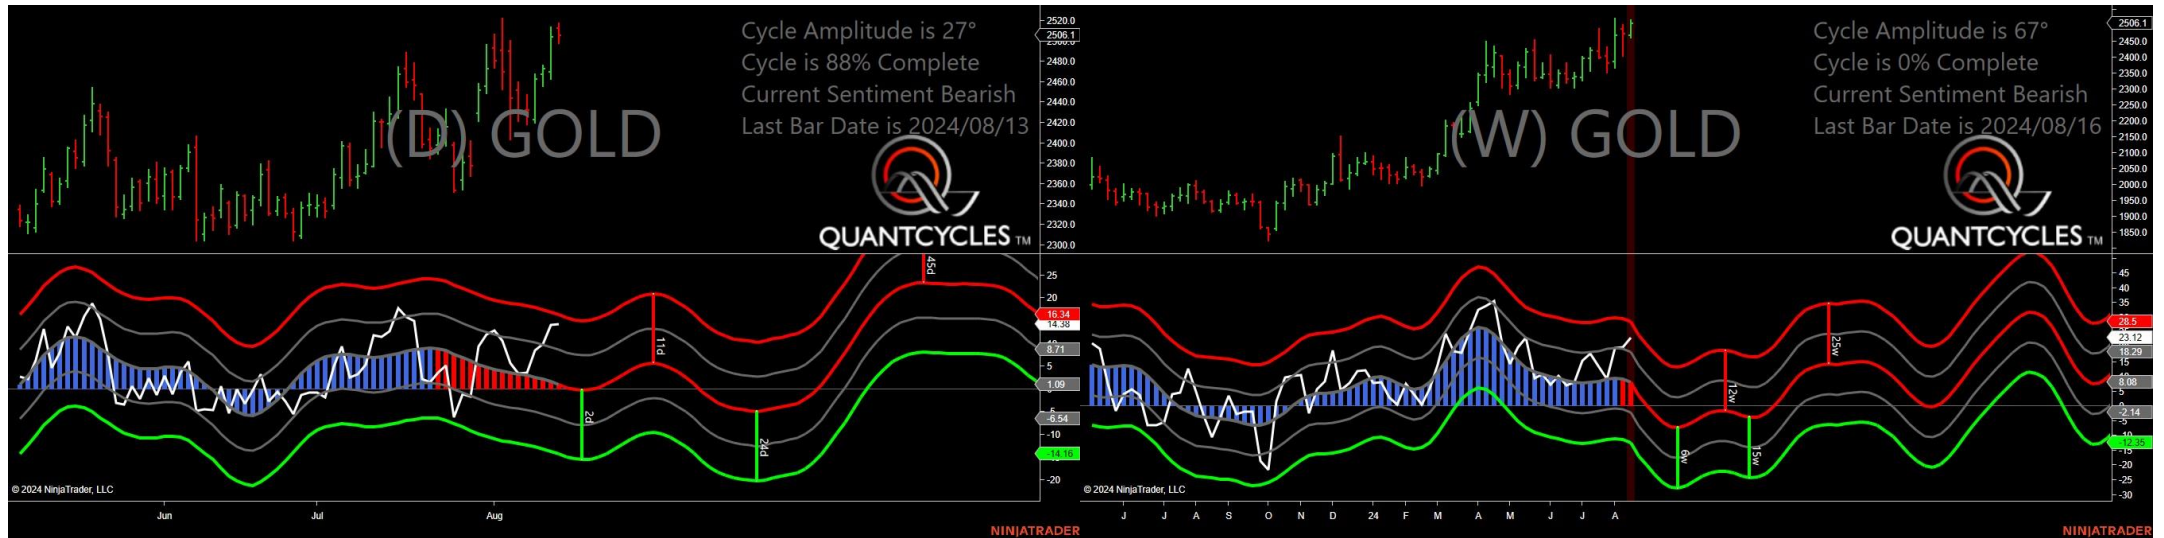 Cycle Amplitude is 27°
Cycle is 88% Complete
Current Sentiment Bearish
Last Bar Date is 2024/08/13
(D) GOLD
QUANTCYCLES TM
2520.0
2506.1
2480.0
2460.0
2440.0
2420.0
2400.0
2380.0
2360.0
2340.0
2320.0
2300.0
45d
11d
2d
24d
25
20
16.34
14.38
8.71
5
1.09
-6.54
-10
-14.16
-20
© 2024 NinjaTrader, LLC
Jun
Jul
Aug
NINJATRADER
Cycle Amplitude is 67°
Cycle is 0% Complete
Current Sentiment Bearish
Last Bar Date is 2024/08/16
(W) GOLD
QUANTCYCLES TM
2506.1
2450.0
2400.0
2350.0
2300.0
2250.0
2200.0
2150.0
2100.0
2050.0
2000.0
1950.0
1900.0
1850.0
25w
12w
6w
15w
45
40
35
28.5
23.12
18.29
8.08
-2.14
-12.35
-20
-25
-30
© 2024 NinjaTrader, LLC
J
J
A
S
O
N
D
24
F
M
A
M
J
J
A
NINJATRADER